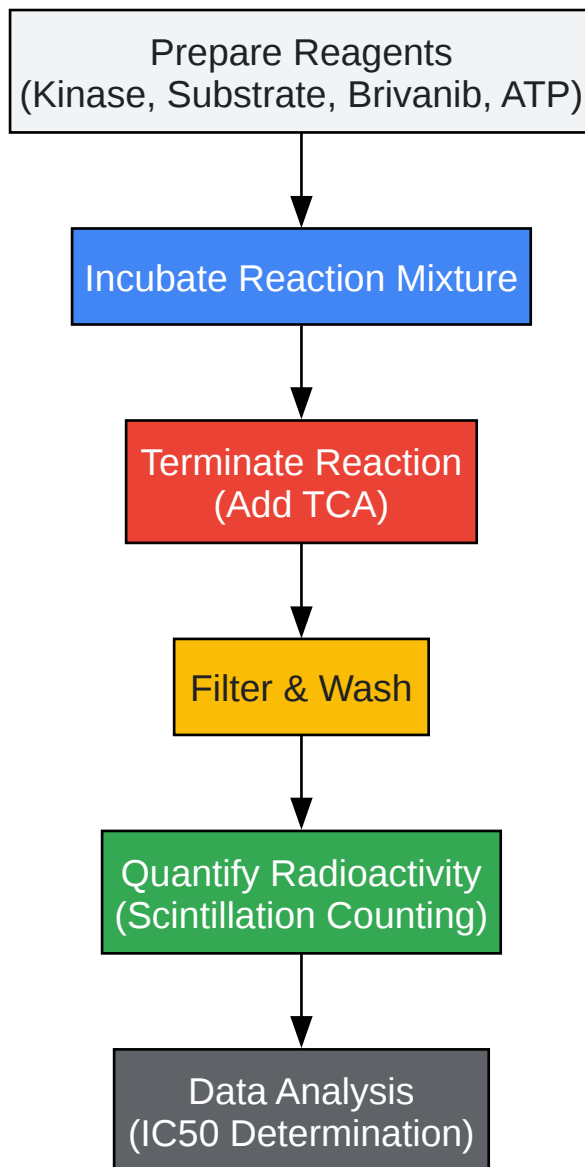 Prepare Reagents
(Kinase, Substrate, Brivanib, ATP)
Incubate Reaction Mixture
Terminate Reaction
(Add TCA)
Filter & Wash
Quantify Radioactivity
(Scintillation Counting)
Data Analysis
(IC50 Determination)